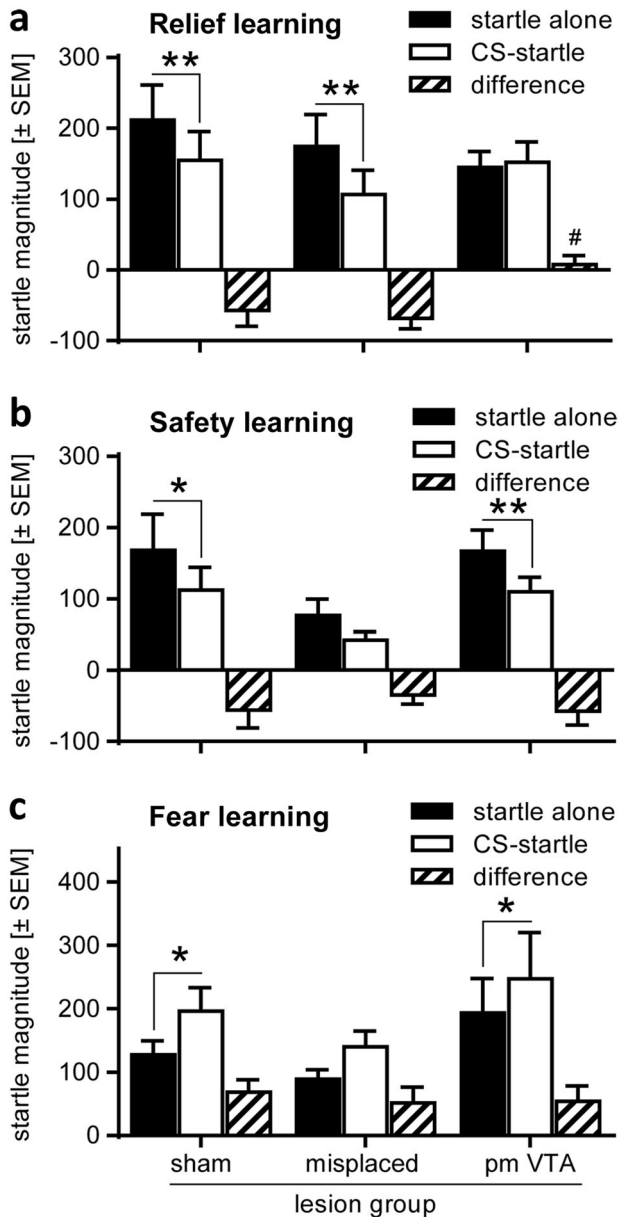 a
Relief learning
startle alone
CS-startle
difference
startle magnitude [± SEM]
300
200
100
0
-100
**
**
#
b
Safety learning
startle alone
CS-startle
difference
startle magnitude [± SEM]
300
200
100
0
-100
*
**
c
Fear learning
startle alone
CS-startle
difference
startle magnitude [± SEM]
400
300
200
100
0
*
*
sham misplaced pm VTA
lesion group